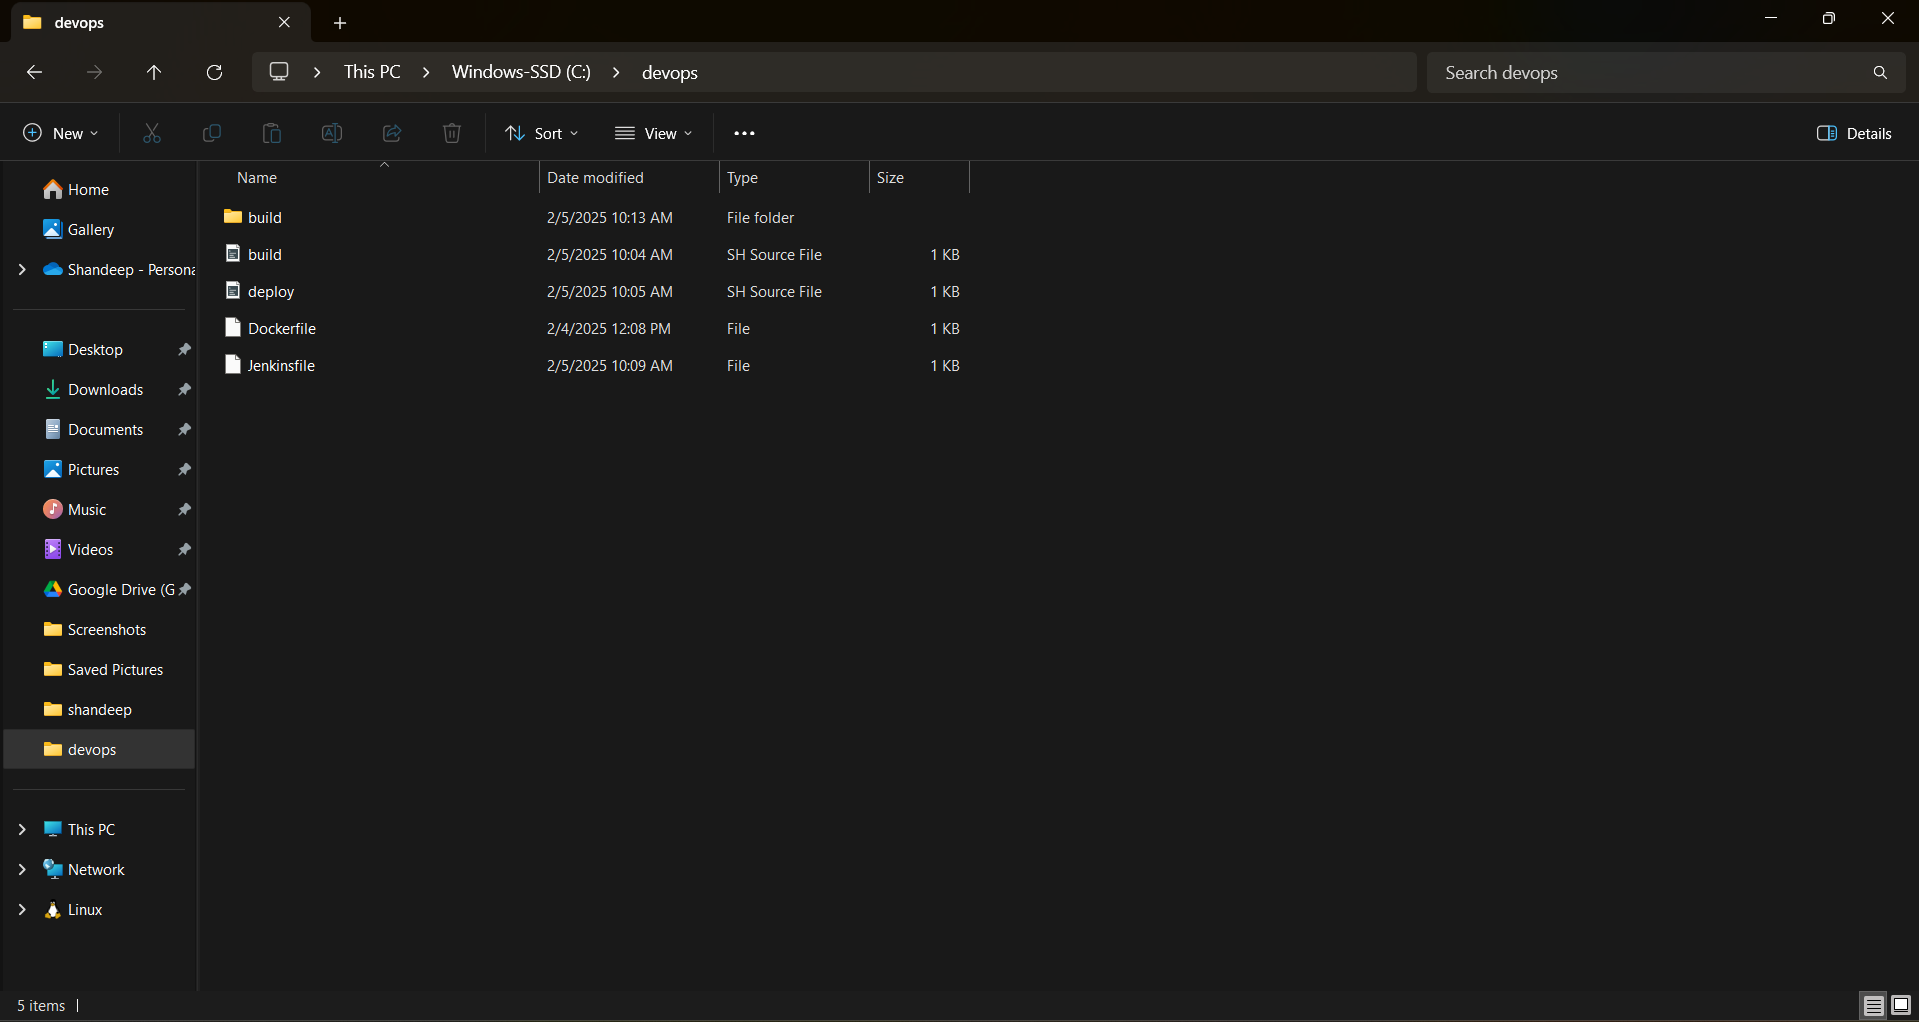 devops
This PC > Windows-SSD (C:) > devops
Search devops
New
Sort
View
Details
Home
Gallery
Shandeep - Persona
Desktop
Downloads
Documents
Pictures
Music
Videos
Google Drive (G
Screenshots
Saved Pictures
shandeep
devops
This PC
Network
Linux
Name Date modified Type Size
build 2/5/2025 10:13 AM File folder
build 2/5/2025 10:04 AM SH Source File 1 KB
deploy 2/5/2025 10:05 AM SH Source File 1 KB
Dockerfile 2/4/2025 12:08 PM File 1 KB
Jenkinsfile 2/5/2025 10:09 AM File 1 KB
5 items